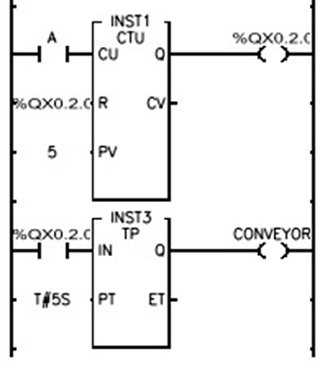 INST1
A CTU %QX0.2.0
CU Q
%QX0.2.0 R CV
5 PV
INST3
%QX0.2.0 TP CONVEYOR
IN Q
T#5S PT ET